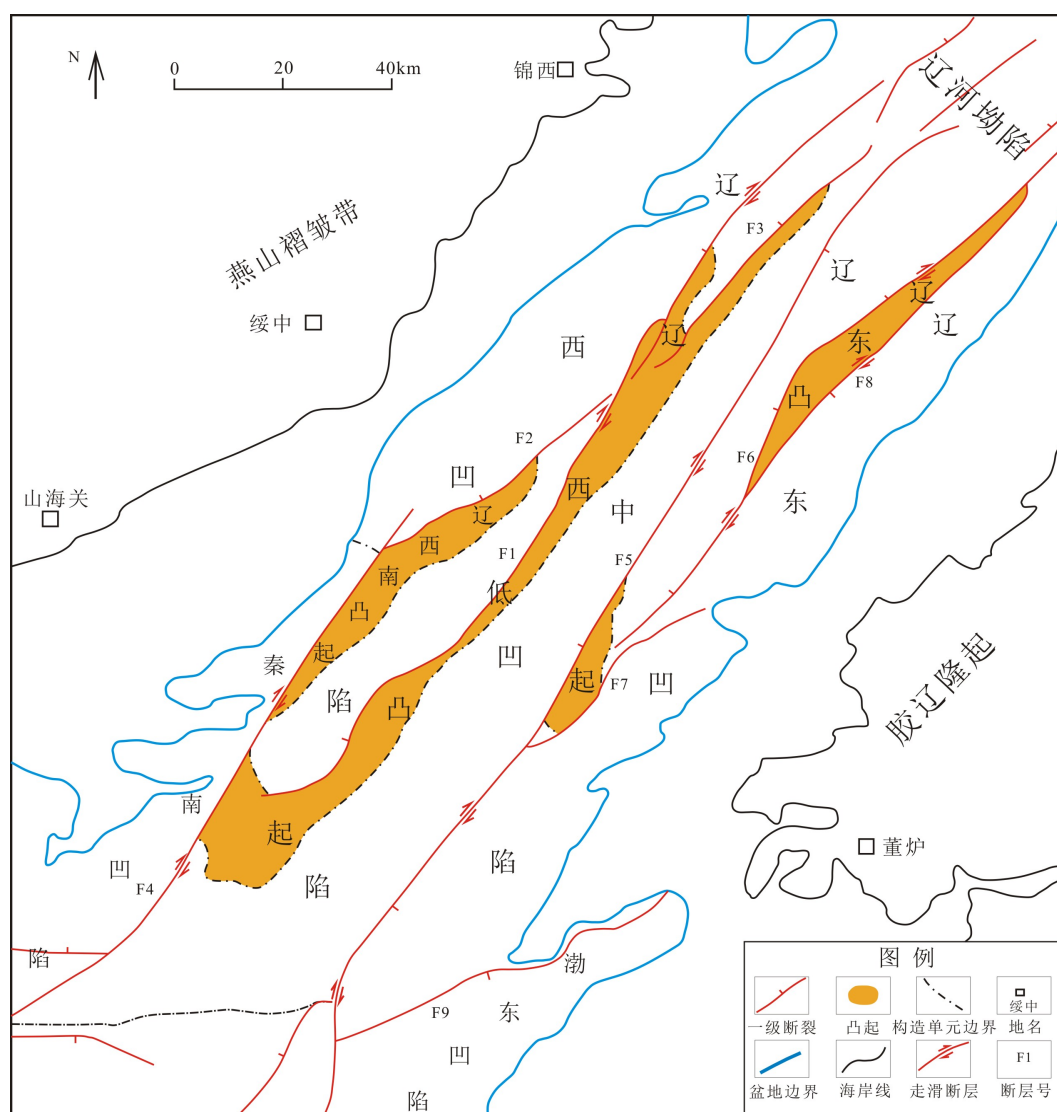 N
0 20 40km
锦西
辽河坳陷
燕山褶皱带
绥中
山海关
胶辽隆起
董炉
辽西凹陷
辽西低凸起
辽中凹陷
辽东凸起
辽东凹陷
辽西南凸起
秦南凹陷
渤东凹陷
F3
F2
F8
F6
F1
F5
F7
F4
F9
图 例
一级断裂 凸起 构造单元边界 绥中 地名
盆地边界 海岸线 走滑断层 F1 断层号